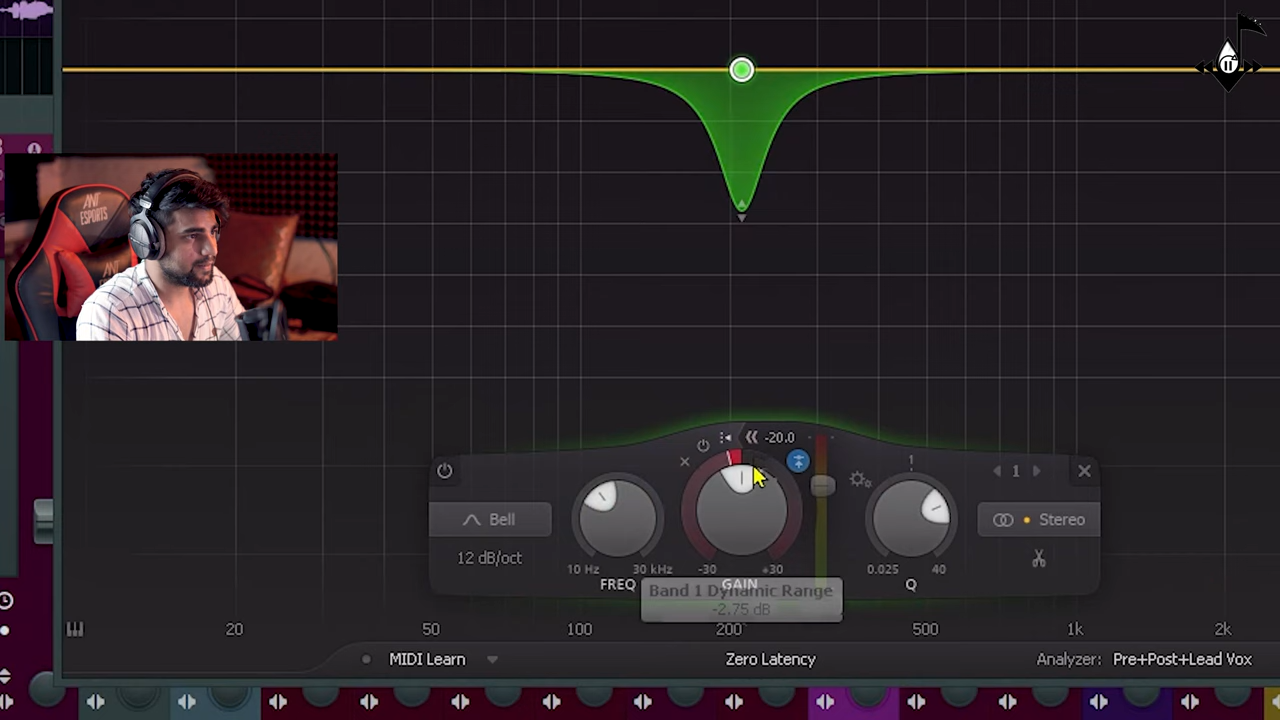 ANT
ESPORTS
-20.0
1
Bell
12 dB/oct
10 Hz
30 kHz
FREQ
-30
+30
GAIN
Band 1 Dynamic Range
-2.75 dB
0.025
40
Q
Stereo
20
50
100
200
500
1k
2k
MIDI Learn
Zero Latency
Analyzer: Pre+Post+Lead Vox